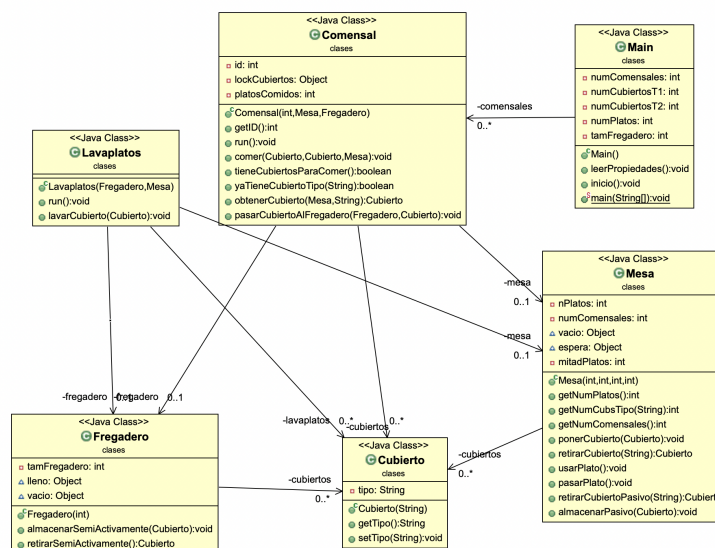 <<Java Class>>
Comensal
clases
id: int
lockCubiertos: Object
platosComidos: int
Comensal(int,Mesa,Fregadero)
getID():int
run():void
comer(Cubierto,Cubierto,Mesa):void
tieneCubiertosParaComer():boolean
yaTieneCubiertoTipo(String):boolean
obtenerCubierto(Mesa,String):Cubierto
pasarCubiertoAlFregadero(Fregadero,Cubierto):void
<<Java Class>>
Main
clases
numComensales: int
numCubiertosT1: int
numCubiertosT2: int
numPlatos: int
tamFregadero: int
Main()
leerPropiedades():void
inicio():void
main(String[]):void
-comensales
0..*
<<Java Class>>
Lavaplatos
clases
Lavaplatos(Fregadero,Mesa)
run():void
lavarCubierto(Cubierto):void
<<Java Class>>
Mesa
clases
nPlatos: int
numComensales: int
vacio: Object
espera: Object
mitadPlatos: int
Mesa(int,int,int,int)
getNumPlatos():int
getNumCubsTipo(String):int
getNumComensales():int
ponerCubierto(Cubierto):void
retirarCubierto(String):Cubierto
usarPlato():void
pasarPlato():void
retirarCubiertoPasivo(String):Cubierto
almacenarPasivo(Cubierto):void
-mesa
0..1
-mesa
0..1
-fregadero
0..1
-fregadero
0..1
-lavaplatos
0..*
-cubiertos
0..*
-cubiertos
0..*
-cubiertos
0..*
<<Java Class>>
Fregadero
clases
tamFregadero: int
lleno: Object
vacio: Object
Fregadero(int)
almacenarSemiActivamente(Cubierto):void
retirarSemiActivamente():Cubierto
<<Java Class>>
Cubierto
clases
tipo: String
Cubierto(String)
getTipo():String
setTipo(String):void